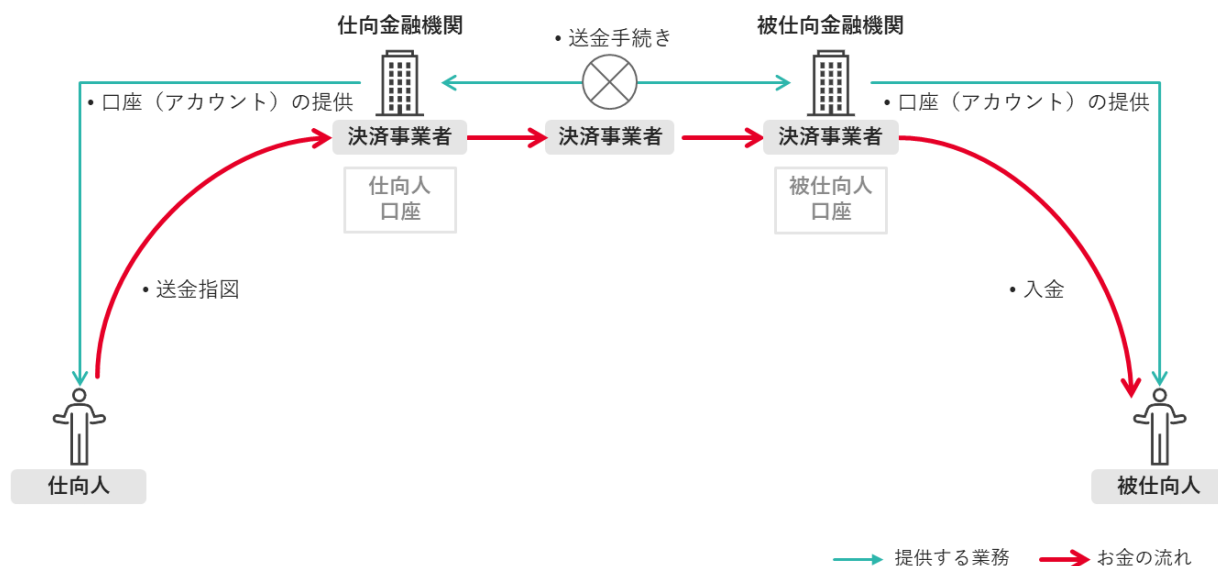 仕向金融機関
• 送金手続き
被仕向金融機関
• 口座（アカウント）の提供
• 口座（アカウント）の提供
決済事業者
決済事業者
決済事業者
仕向人
口座
被仕向人
口座
• 送金指図
• 入金
仕向人
被仕向人
提供する業務
お金の流れ